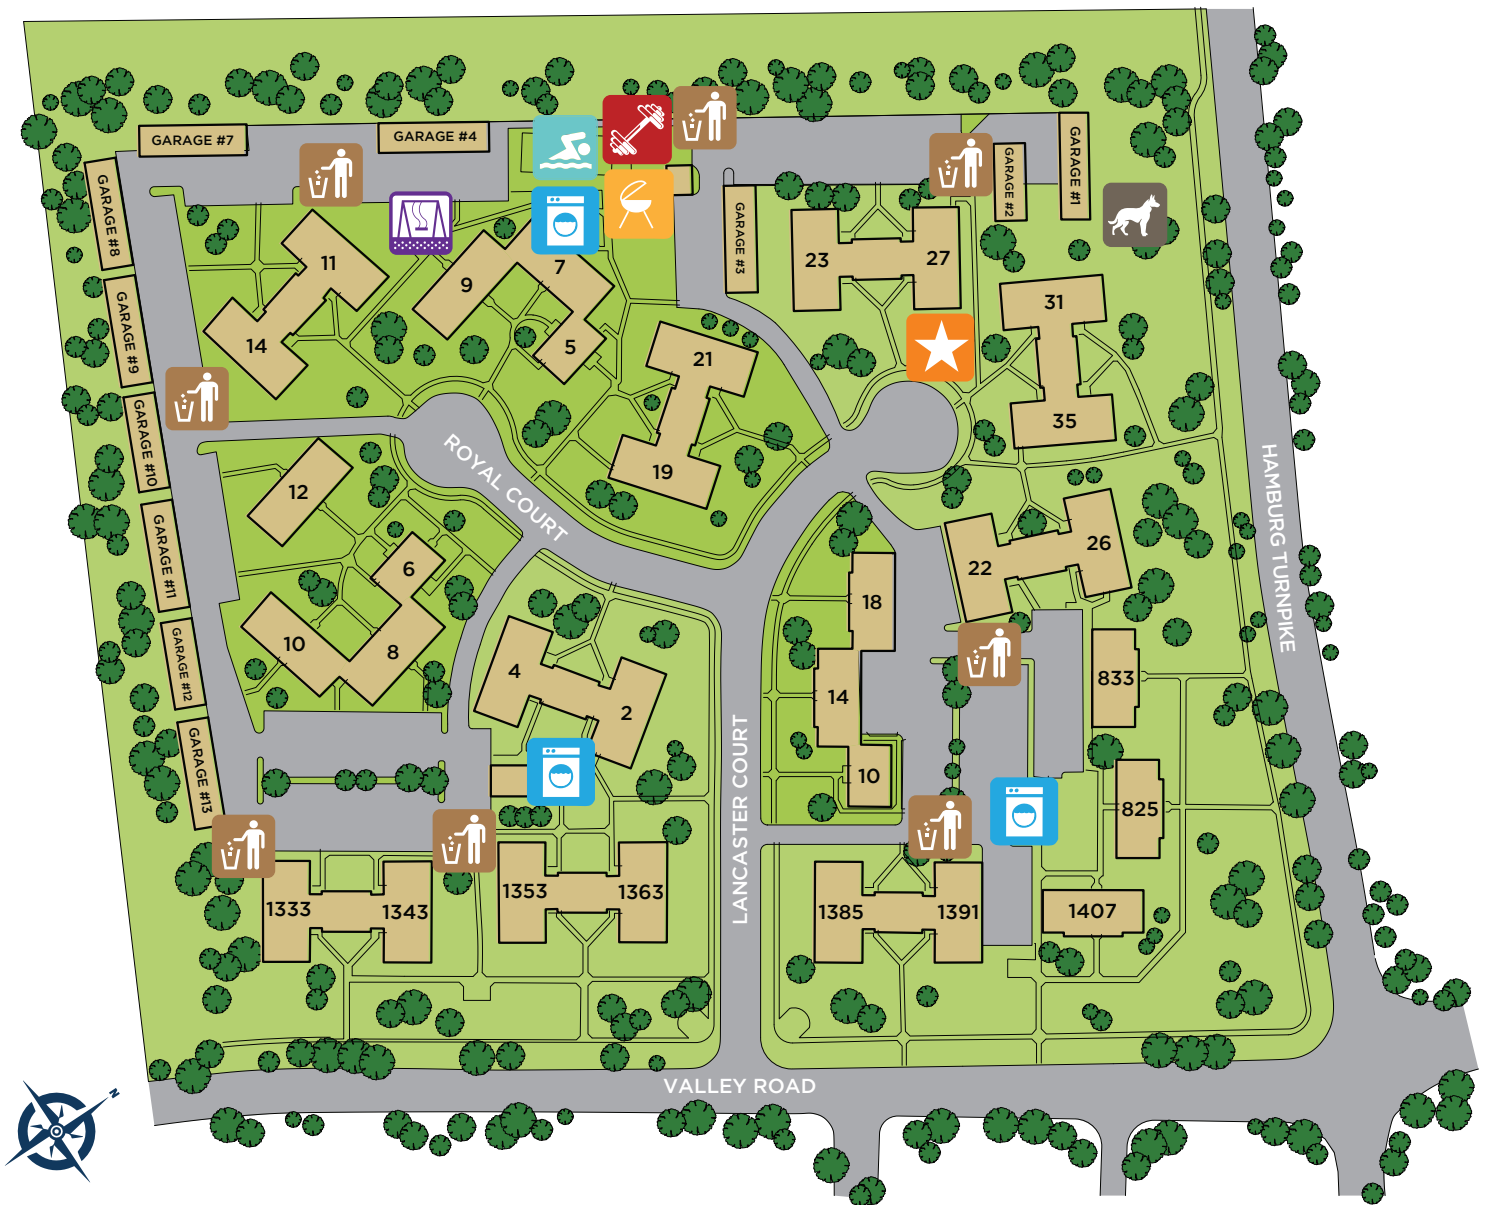 GARAGE #7
GARAGE #4
GARAGE #8
GARAGE #1
GARAGE #2
GARAGE #3
11
9
7
23
27
31
GARAGE #9
14
5
21
35
GARAGE #10
ROYAL COURT
19
HAMBURG TURNPIKE
12
GARAGE #11
6
22
26
18
10
8
GARAGE #12
4
2
14
833
GARAGE #13
LANCASTER COURT
10
825
1333
1343
1353
1363
1385
1391
1407
VALLEY ROAD
N